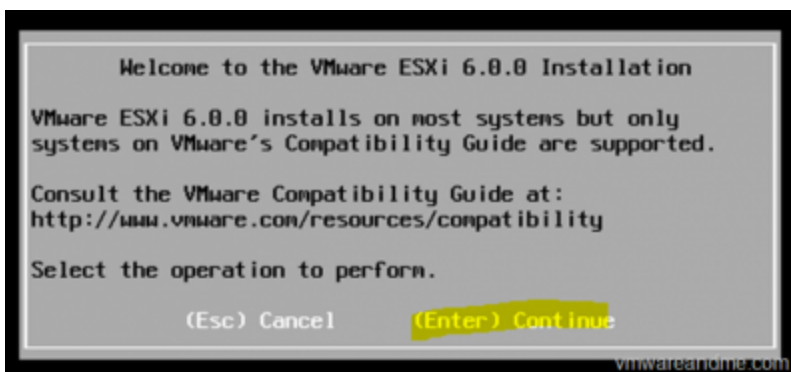 Welcome to the VMware ESXi 6.0.0 Installation
VMware ESXi 6.0.0 installs on most systems but only
systems on VMware's Compatibility Guide are supported.
Consult the VMware Compatibility Guide at:
http://www.vmware.com/resources/compatibility
Select the operation to perform.
(Esc) Cancel (Enter) Continue
vmwareandme.com